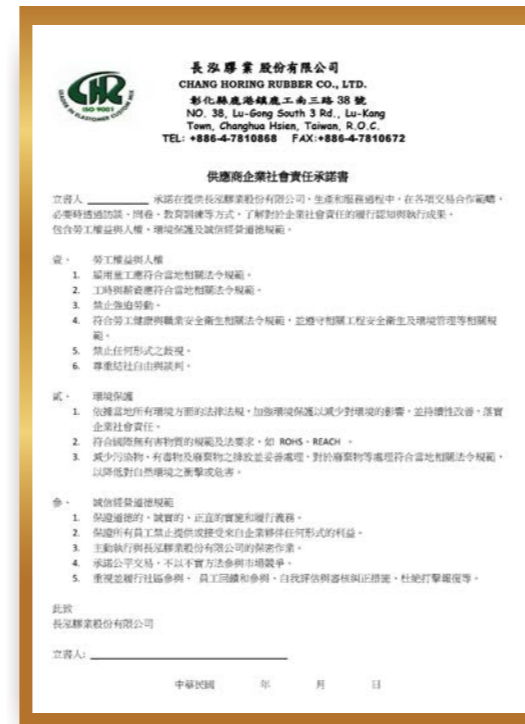 CHR
ISO 9001
LEADER IN ELASTOMER CUSTOM MIX
長泓膠業股份有限公司
CHANG HORING RUBBER CO., LTD.
彰化縣鹿港鎮鹿工南三路 38 號
NO. 38, Lu-Gong South 3 Rd., Lu-Kang
Town, Changhua Hsien, Taiwan, R.O.C.
TEL: +886-4-7810868 FAX:+886-4-7810672
供應商企業社會責任承諾書
立書人 ＿＿＿＿ 承諾在提供長泓膠業股份有限公司，生產和服務過程中，在各項交易合作範疇，
必要時透過訪談、問卷、教育訓練等方式，了解對於企業社會責任的履行認知與執行成果。
包含勞工權益與人權、環境保護及誠信經營道德規範。
壹、 勞工權益與人權
1. 雇用童工應符合當地相關法令規範。
2. 工時與薪資應符合當地相關法令規範。
3. 禁止強迫勞動。
4. 符合勞工健康與職業安全衛生相關法令規範，並遵守相關工程安全衛生及環境管理等相關規
範。
5. 禁止任何形式之歧視。
6. 尊重結社自由與談判。
貳、 環境保護
1. 依據當地所有環境方面的法律法規，加強環境保護以減少對環境的影響，並持續性改善，落實
企業社會責任。
2. 符合國際無有害物質的規範及法要求，如 ROHS、REACH 。
3. 減少污染物、有毒物及廢棄物之排放並妥善處理，對於廢棄物等處理符合當地相關法令規範，
以降低對自然環境之衝擊或危害。
參、 誠信經營道德規範
1. 保證道德的、誠實的、正直的實施和履行義務。
2. 保證所有員工禁止提供或接受來自企業夥伴任何形式的利益。
3. 主動執行與長泓膠業股份有限公司的保密作業。
4. 承諾公平交易，不以不實方法參與市場競爭。
5. 重視並履行社區參與、 員工回饋和參與、自我評估與審核糾正措施、杜絕打擊報復等。
此致
長泓膠業股份有限公司
立書人: ＿＿＿＿
中華民國 年 月 日